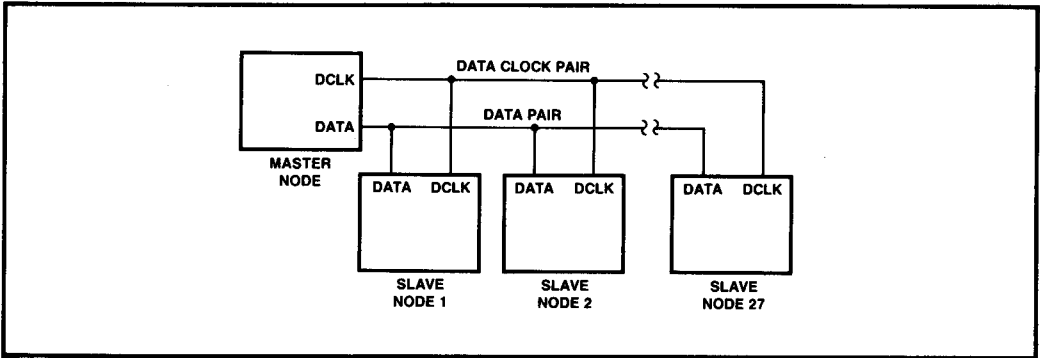 DATA CLOCK PAIR
DCLK
DATA PAIR
DATA
MASTER
NODE
DATA DCLK
DATA DCLK
DATA DCLK
SLAVE
NODE 1
SLAVE
NODE 2
SLAVE
NODE 27